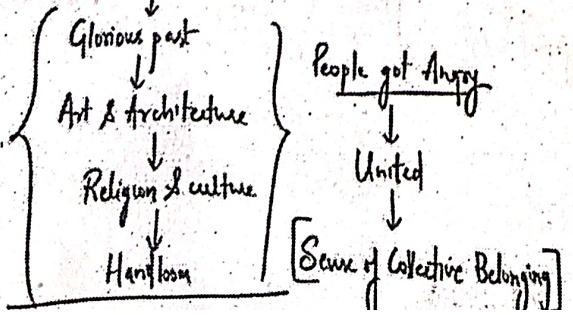 Glorious past
Art & Architecture
Religion & culture
Handloom
People got Angry
United
[Sense of Collective Belonging]